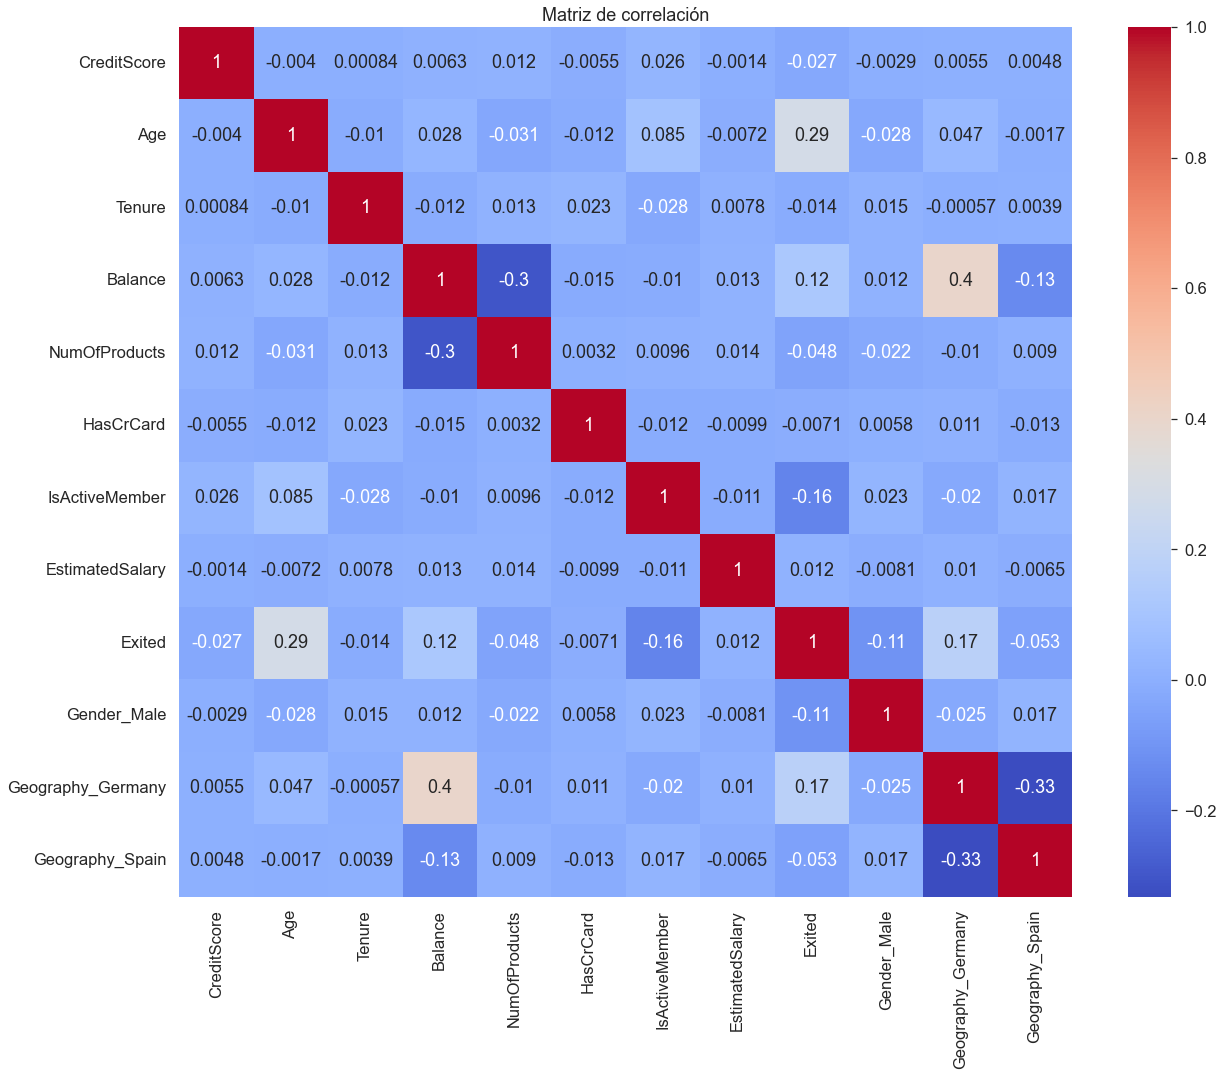 Matriz de correlación
CreditScore 1 -0.004 0.00084 0.0063 0.012 -0.0055 0.026 -0.0014 -0.027 -0.0029 0.0055 0.0048
Age -0.004 1 -0.01 0.028 -0.031 -0.012 0.085 -0.0072 0.29 -0.028 0.047 -0.0017
Tenure 0.00084 -0.01 1 -0.012 0.013 0.023 -0.028 0.0078 -0.014 0.015 -0.00057 0.0039
Balance 0.0063 0.028 -0.012 1 -0.3 -0.015 -0.01 0.013 0.12 0.012 0.4 -0.13
NumOfProducts 0.012 -0.031 0.013 -0.3 1 0.0032 0.0096 0.014 -0.048 -0.022 -0.01 0.009
HasCrCard -0.0055 -0.012 0.023 -0.015 0.0032 1 -0.012 -0.0099 -0.0071 0.0058 0.011 -0.013
IsActiveMember 0.026 0.085 -0.028 -0.01 0.0096 -0.012 1 -0.011 -0.16 0.023 -0.02 0.017
EstimatedSalary -0.0014 -0.0072 0.0078 0.013 0.014 -0.0099 -0.011 1 0.012 -0.0081 0.01 -0.0065
Exited -0.027 0.29 -0.014 0.12 -0.048 -0.0071 -0.16 0.012 1 -0.11 0.17 -0.053
Gender_Male -0.0029 -0.028 0.015 0.012 -0.022 0.0058 0.023 -0.0081 -0.11 1 -0.025 0.017
Geography_Germany 0.0055 0.047 -0.00057 0.4 -0.01 0.011 -0.02 0.01 0.17 -0.025 1 -0.33
Geography_Spain 0.0048 -0.0017 0.0039 -0.13 0.009 -0.013 0.017 -0.0065 -0.053 0.017 -0.33 1
CreditScore
Age
Tenure
Balance
NumOfProducts
HasCrCard
IsActiveMember
EstimatedSalary
Exited
Gender_Male
Geography_Germany
Geography_Spain
1.0
0.8
0.6
0.4
0.2
0.0
−0.2